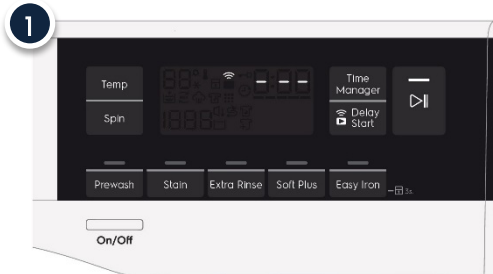 1
Temp
Spin
- - -
Time
Manager
Delay
Start
Prewash
Stain
Extra Rinse
Soft Plus
Easy Iron
3s
On/Off